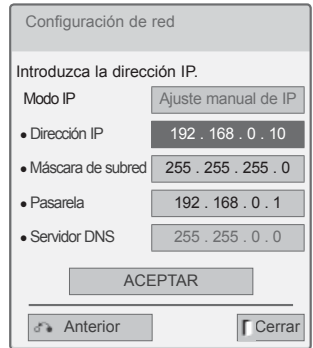 Configuración de
red
Introduzca la dirección IP.
Modo IP Ajuste manual de IP
• Dirección IP 192 . 168 . 0 . 10
• Máscara de subred 255 . 255 . 255 . 0
• Pasarela 192 . 168 . 0 . 1
• Servidor DNS 255 . 255 . 0 . 0
ACEPTAR
Anterior Cerrar